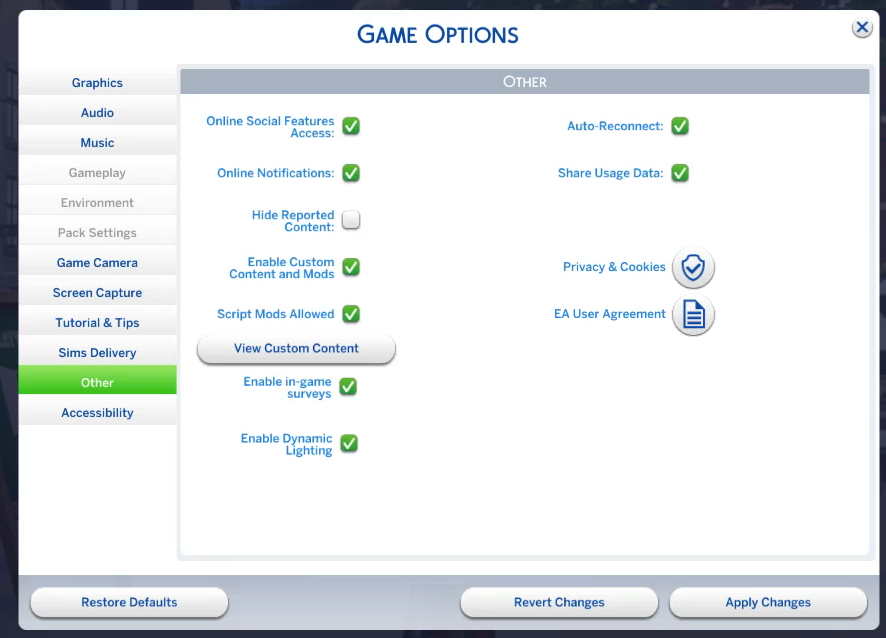 GAME OPTIONS
Graphics
Audio
Music
Gameplay
Environment
Pack Settings
Game Camera
Screen Capture
Tutorial & Tips
Sims Delivery
Other
Accessibility
OTHER
Online Social Features
Access:
Auto-Reconnect:
Online Notifications:
Share Usage Data:
Hide Reported
Content:
Enable Custom
Content and Mods
Privacy & Cookies
Script Mods Allowed
EA User Agreement
View Custom Content
Enable in-game
surveys
Enable Dynamic
Lighting
Restore Defaults
Revert Changes
Apply Changes